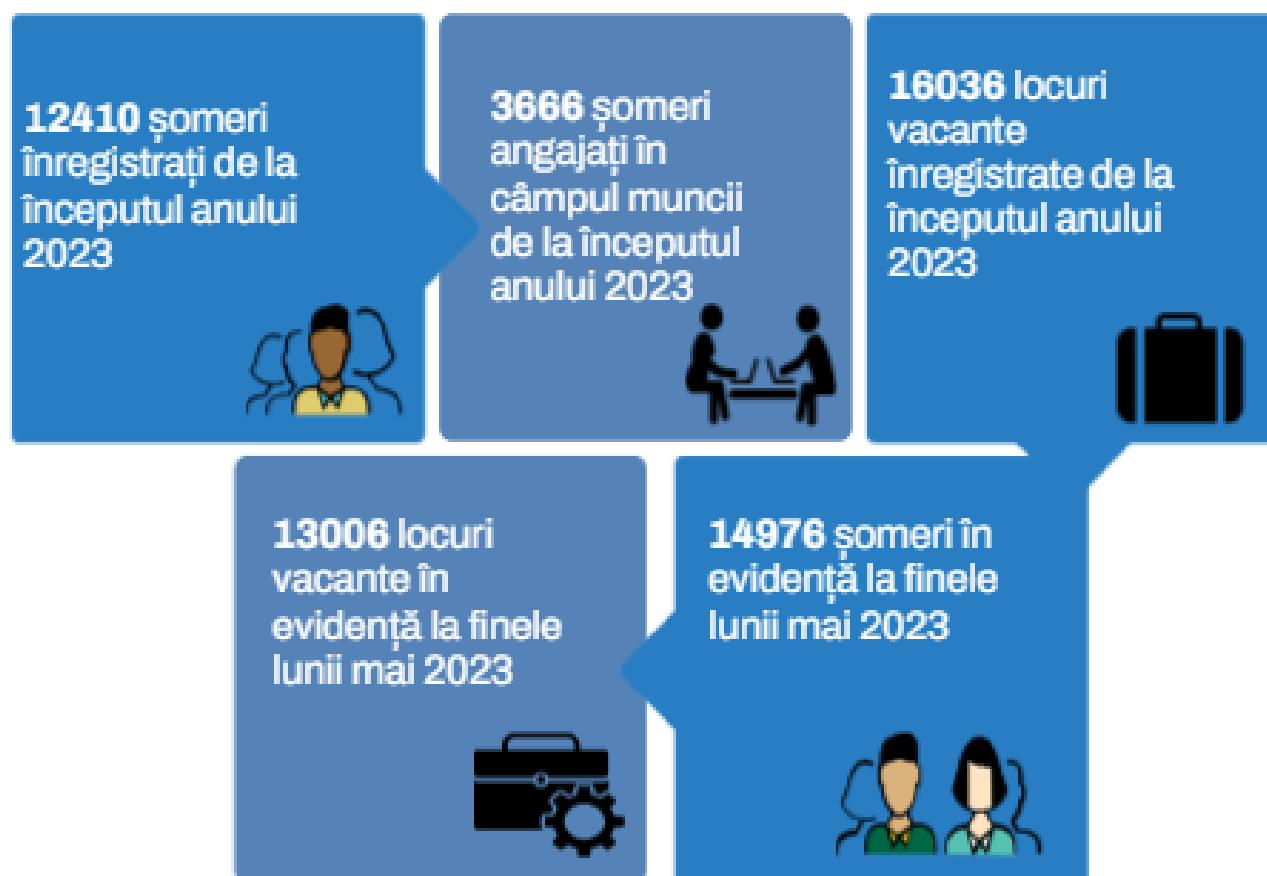 12410 șomeri
înregistrați de la
începutul anului
2023
3666 șomeri
angajați în
câmpul muncii
de la începutul
anului 2023
16036 locuri
vacante
înregistrate de la
începutul anului
2023
13006 locuri
vacante în
evidență la finele
lunii mai 2023
14976 șomeri în
evidență la finele
lunii mai 2023